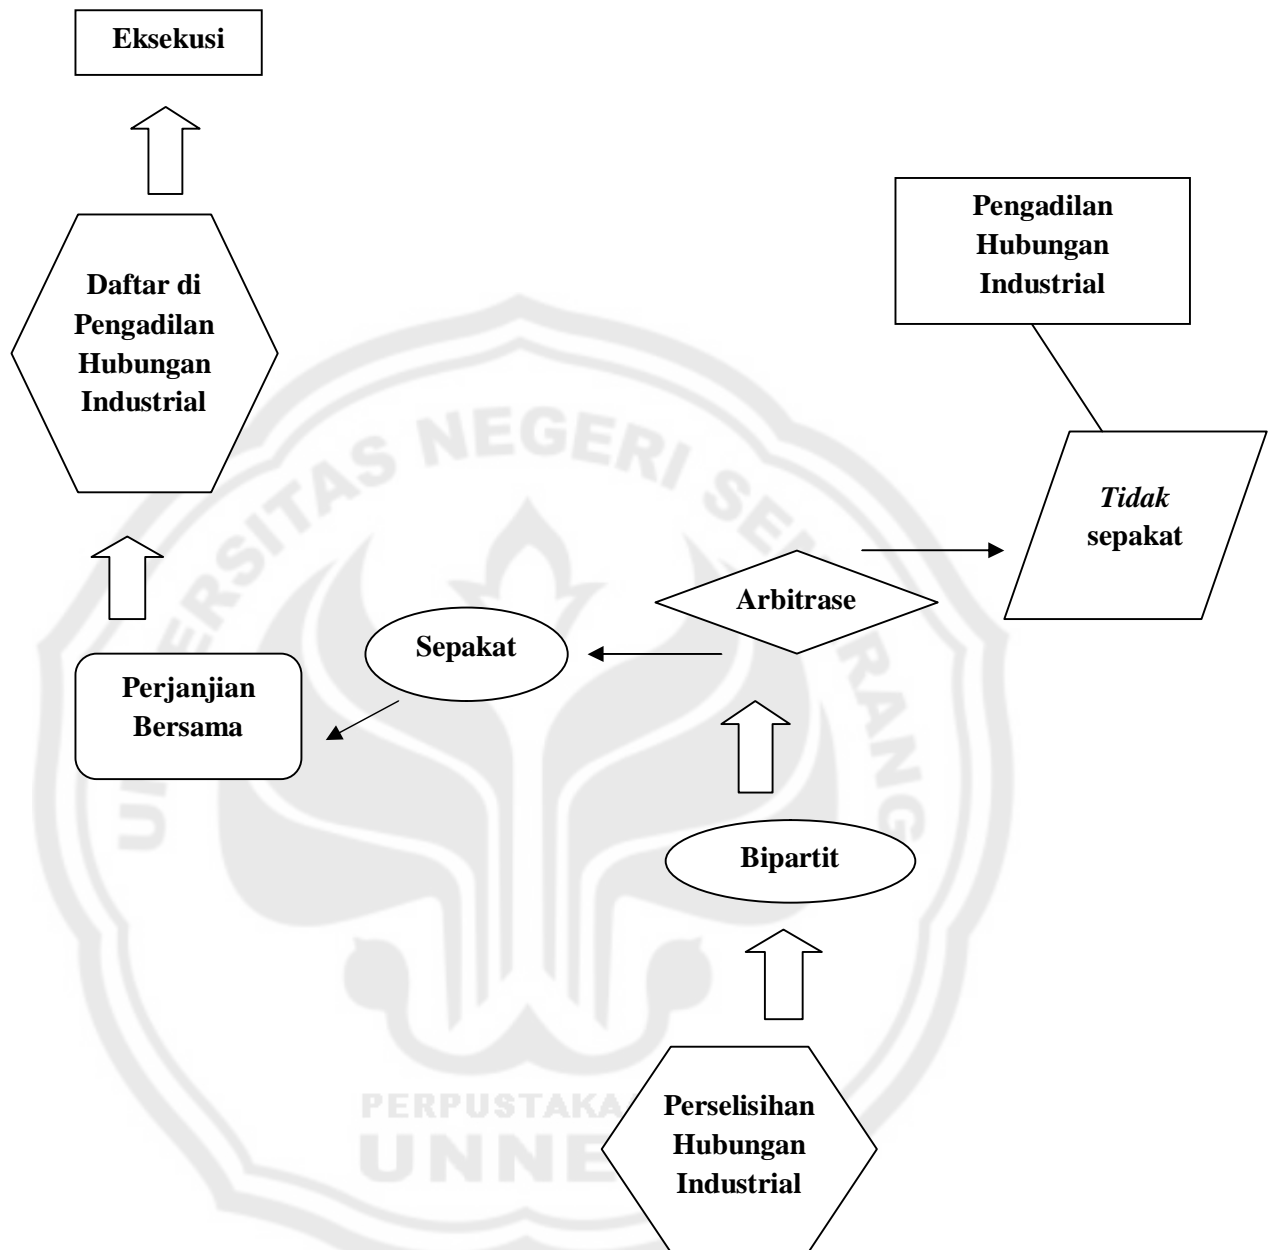 Eksekusi
Pengadilan
Hubungan
Industrial
Daftar di
Pengadilan
Hubungan
Industrial
Tidak
sepakat
Arbitrase
Sepakat
Perjanjian
Bersama
Bipartit
Perselisihan
Hubungan
Industrial
NEGERI
PERPUSTAKA
UNNE